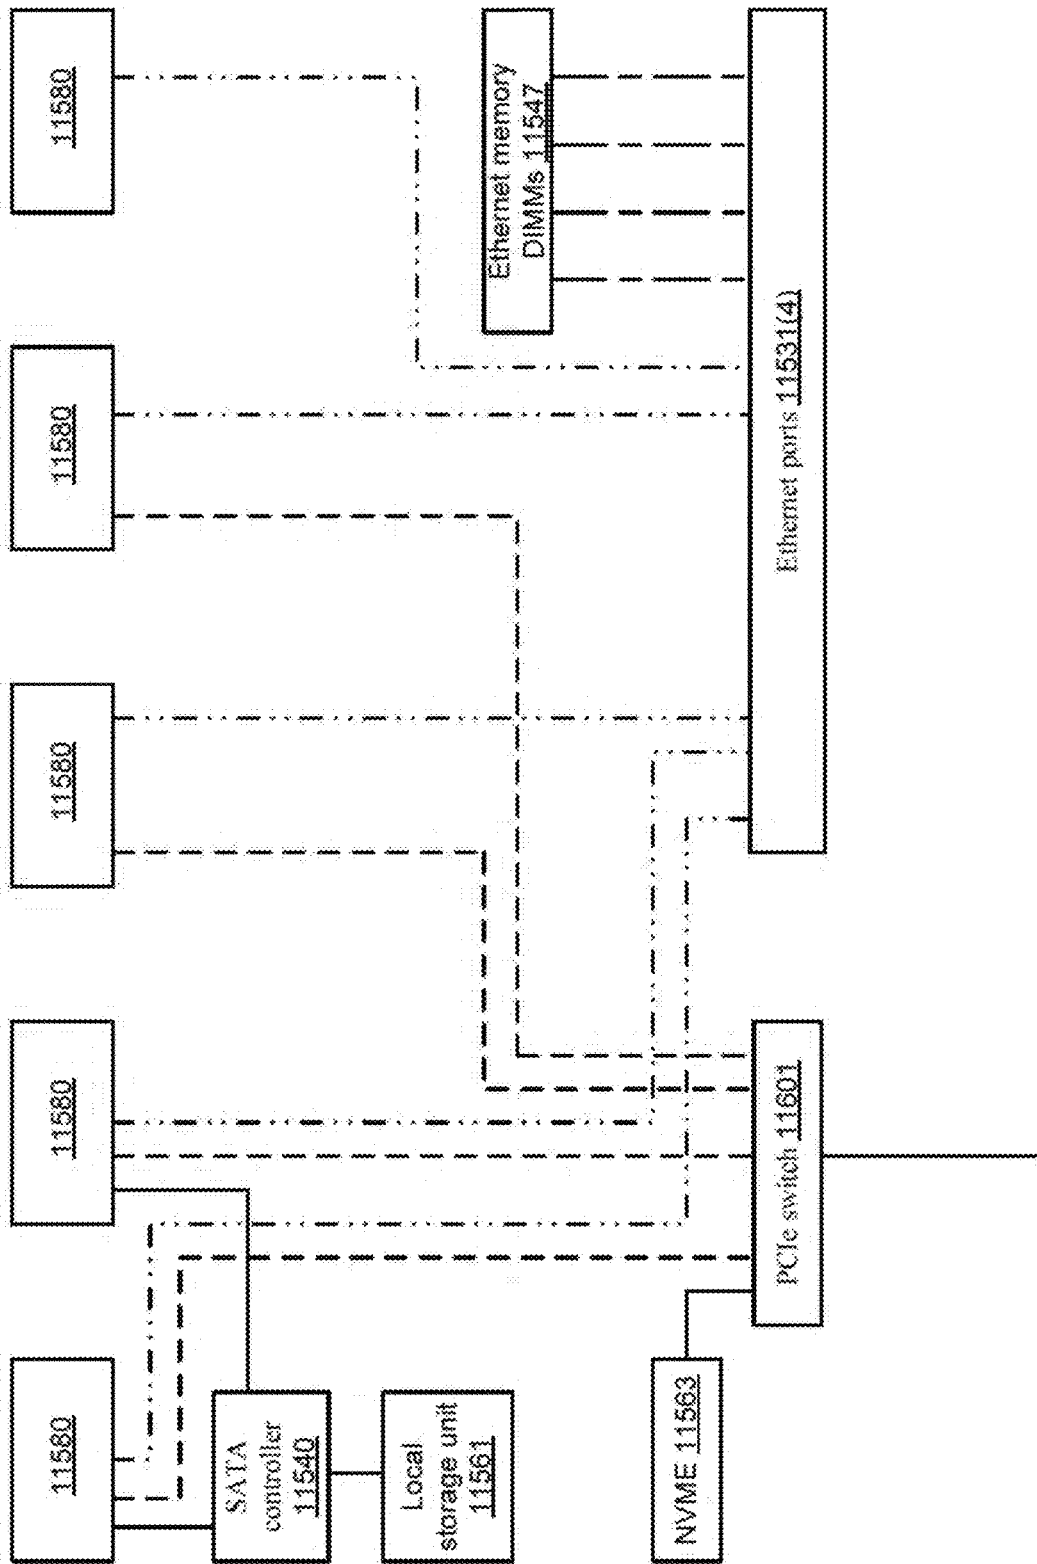 11580
11580
11580
11580
11580
SATA
controller
11540
Local
storage unit
11561
Ethernet memory
DIMMs 11547
NVME 11563
PCIe switch 11601
Ethernet ports 11531(4)